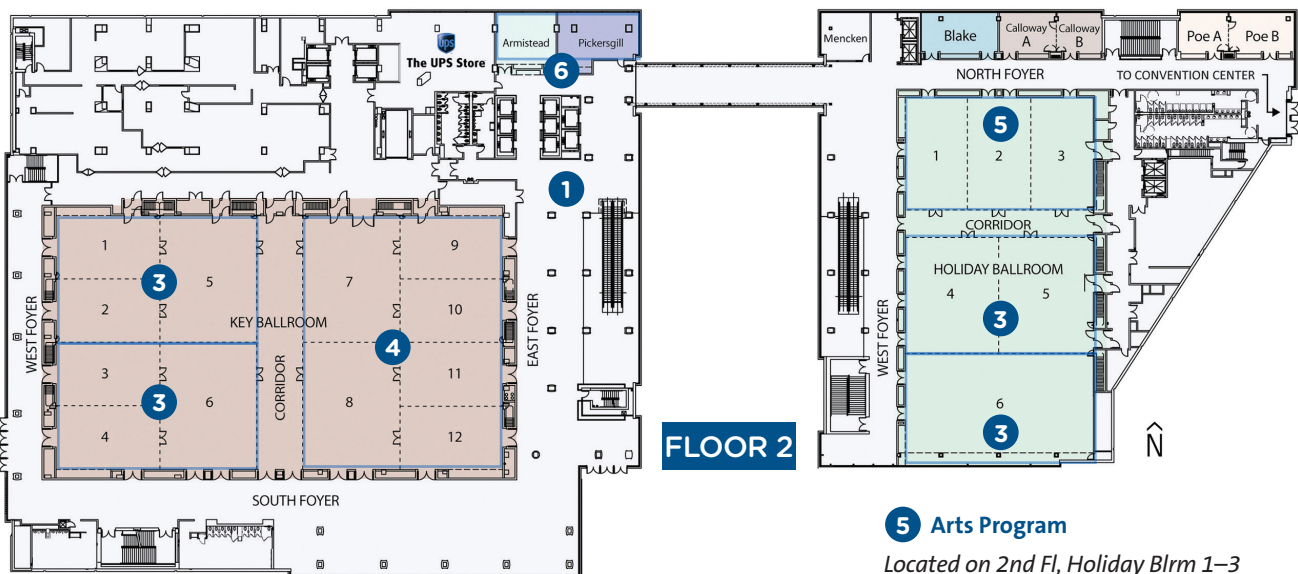 ups
The UPS Store
Armistead
Pickersgill
6
1
1
2
3
4
5
6
3
3
KEY BALLROOM
CORRIDOR
7
8
9
10
11
12
4
WEST FOYER
EAST FOYER
SOUTH FOYER
FLOOR 2
Mencken
Blake
Calloway
A
Calloway
B
Poe A
Poe B
NORTH FOYER
TO CONVENTION CENTER
5
1
2
3
CORRIDOR
HOLIDAY BALLROOM
4
5
3
6
3
WEST FOYER
N
5 Arts Program
Located on 2nd Fl, Holiday Blrm 1–3